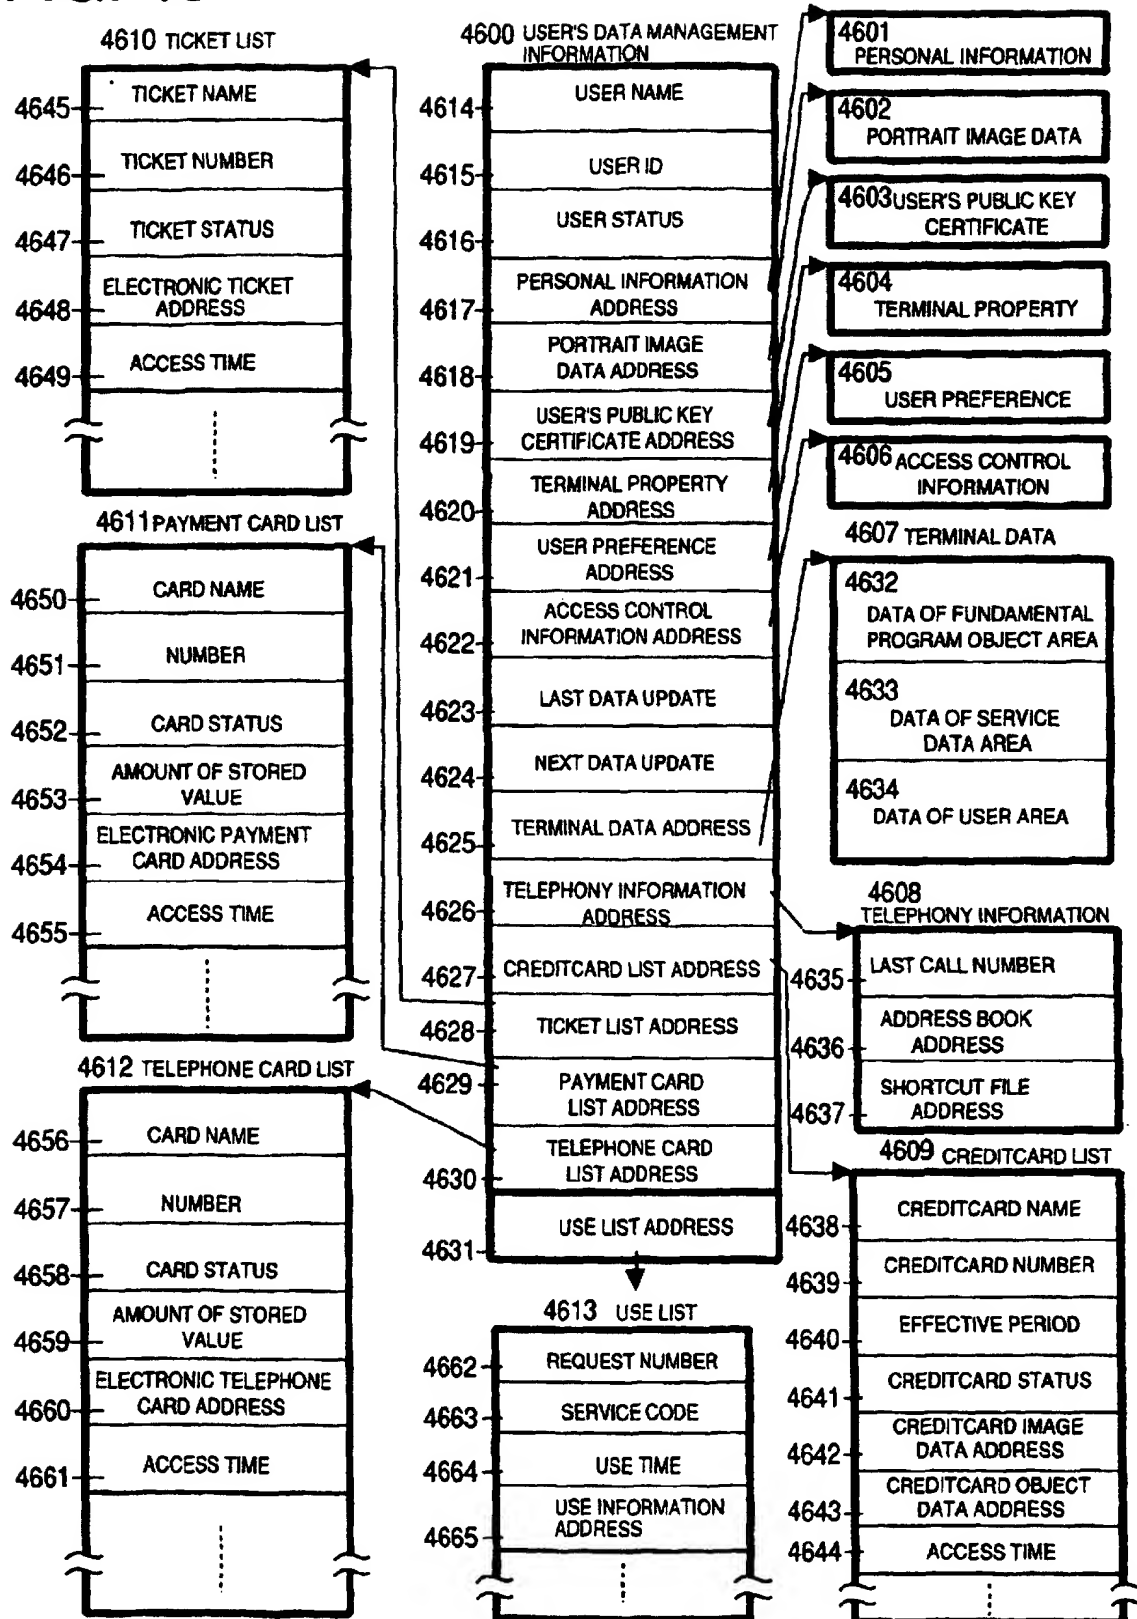 4610 TICKET LIST
4645
TICKET NAME
4646
TICKET NUMBER
4647
TICKET STATUS
4648
ELECTRONIC TICKET
ADDRESS
4649
ACCESS TIME
4611 PAYMENT CARD LIST
4650
CARD NAME
4651
NUMBER
4652
CARD STATUS
4653
AMOUNT OF STORED
VALUE
4654
ELECTRONIC PAYMENT
CARD ADDRESS
4655
ACCESS TIME
4612 TELEPHONE CARD LIST
4656
CARD NAME
4657
NUMBER
4658
CARD STATUS
4659
AMOUNT OF STORED
VALUE
4660
ELECTRONIC TELEPHONE
CARD ADDRESS
4661
ACCESS TIME
4600 USER'S DATA MANAGEMENT
INFORMATION
4614
USER NAME
4615
USER ID
4616
USER STATUS
4617
PERSONAL INFORMATION
ADDRESS
4618
PORTRAIT IMAGE
DATA ADDRESS
4619
USER'S PUBLIC KEY
CERTIFICATE ADDRESS
4620
TERMINAL PROPERTY
ADDRESS
4621
USER PREFERENCE
ADDRESS
4622
ACCESS CONTROL
INFORMATION ADDRESS
4623
LAST DATA UPDATE
4624
NEXT DATA UPDATE
4625
TERMINAL DATA ADDRESS
4626
TELEPHONY INFORMATION
ADDRESS
4627
CREDITCARD LIST ADDRESS
4628
TICKET LIST ADDRESS
4629
PAYMENT CARD
LIST ADDRESS
4630
TELEPHONE CARD
LIST ADDRESS
4631
USE LIST ADDRESS
4613 USE LIST
4662
REQUEST NUMBER
4663
SERVICE CODE
4664
USE TIME
4665
USE INFORMATION
ADDRESS
4601
PERSONAL INFORMATION
4602
PORTRAIT IMAGE DATA
4603 USER'S PUBLIC KEY
CERTIFICATE
4604
TERMINAL PROPERTY
4605
USER PREFERENCE
4606 ACCESS CONTROL
INFORMATION
4607 TERMINAL DATA
4632
DATA OF FUNDAMENTAL
PROGRAM OBJECT AREA
4633
DATA OF SERVICE
DATA AREA
4634
DATA OF USER AREA
4608
TELEPHONY INFORMATION
4635
LAST CALL NUMBER
4636
ADDRESS BOOK
ADDRESS
4637
SHORTCUT FILE
ADDRESS
4609 CREDITCARD LIST
4638
CREDITCARD NAME
4639
CREDITCARD NUMBER
4640
EFFECTIVE PERIOD
4641
CREDITCARD STATUS
4642
CREDITCARD IMAGE
DATA ADDRESS
4643
CREDITCARD OBJECT
DATA ADDRESS
4644
ACCESS TIME